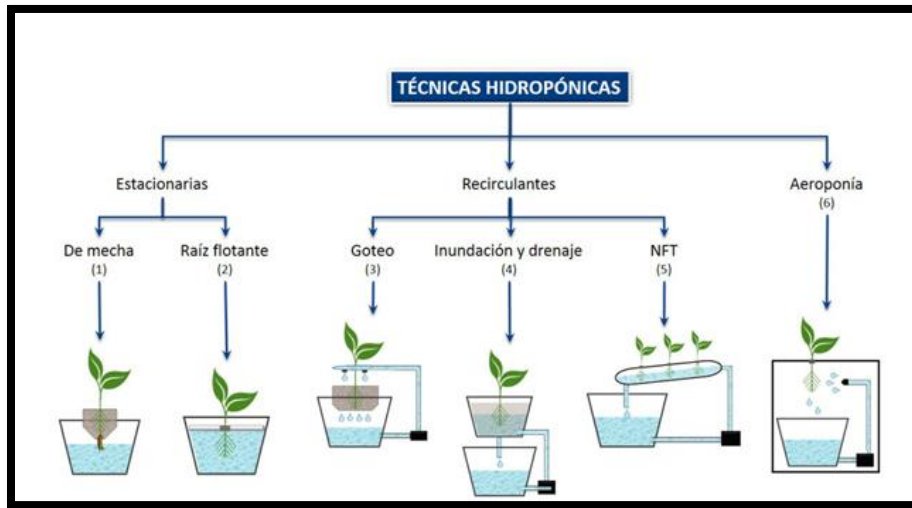 TÉCNICAS HIDROPÓNICAS
Estacionarias
Recirculantes
Aeroponía
(6)
De mecha
(1)
Raíz flotante
(2)
Goteo
(3)
Inundación y drenaje
(4)
NFT
(5)